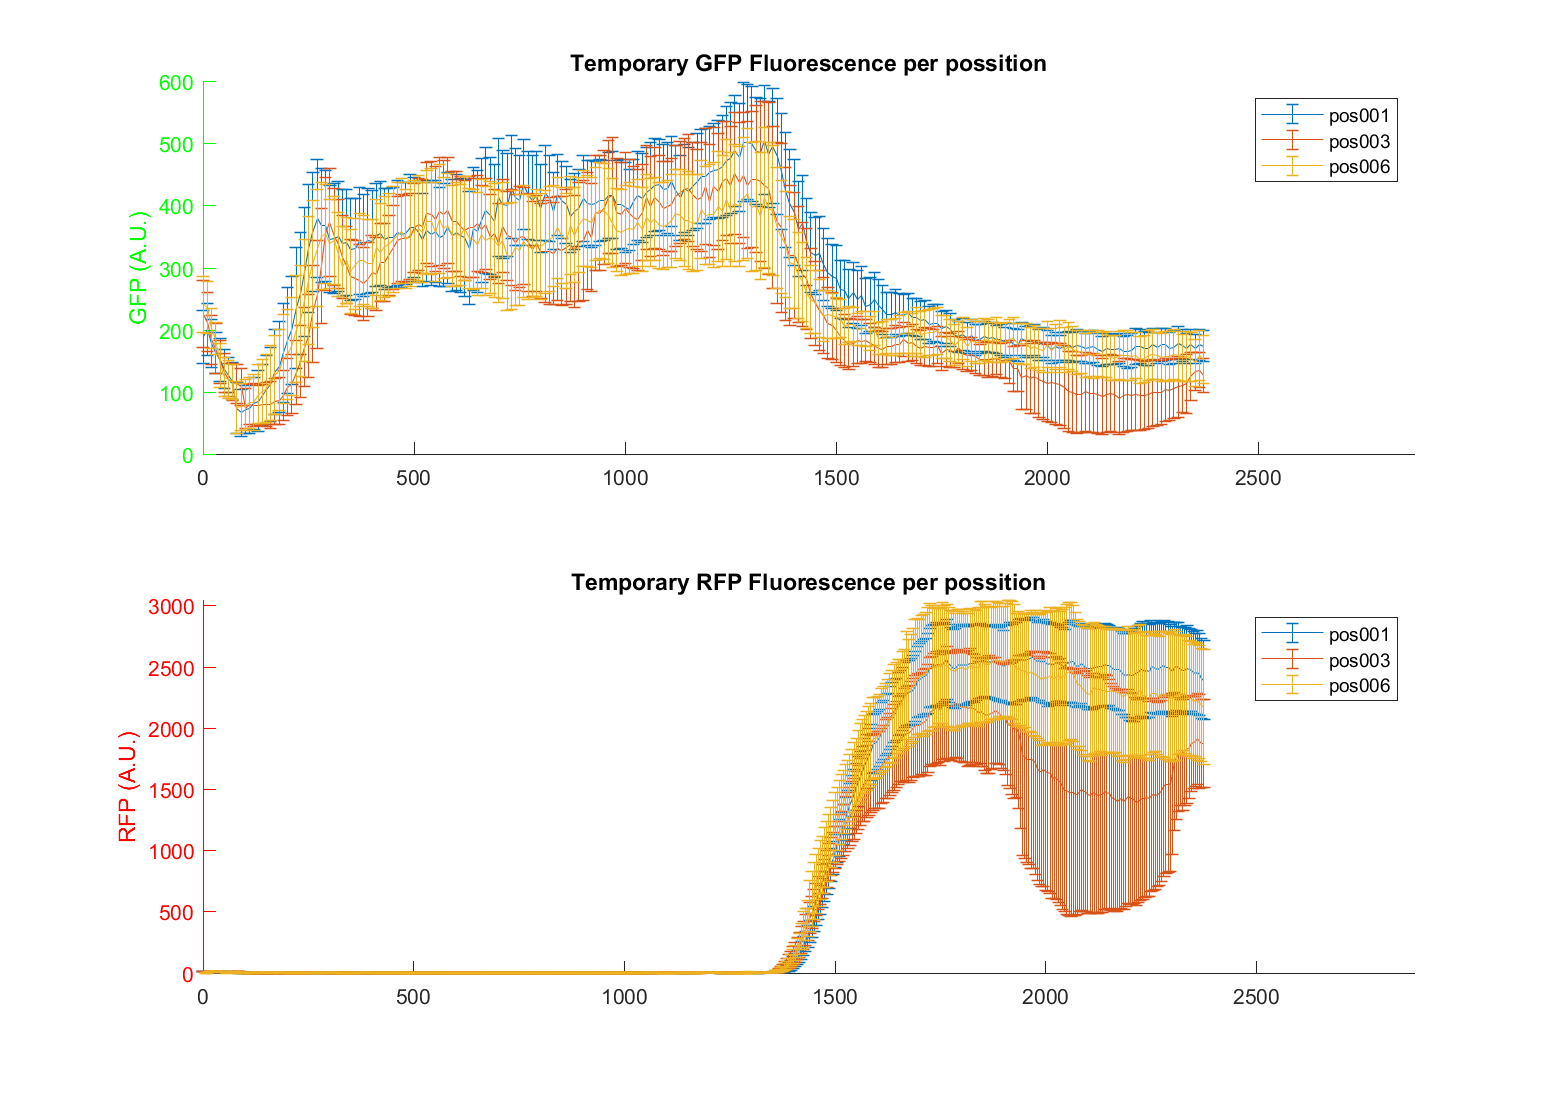 Temporary GFP Fluorescence per possition
GFP (A.U.)
600
500
400
300
200
100
0
0 500 1000 1500 2000 2500
pos001
pos003
pos006
Temporary RFP Fluorescence per possition
RFP (A.U.)
3000
2500
2000
1500
1000
500
0
0 500 1000 1500 2000 2500
pos001
pos003
pos006